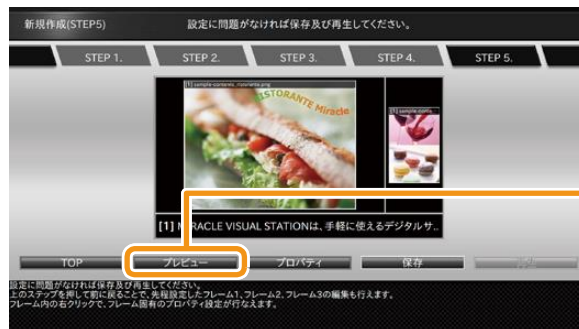 新規作成(STEP5)
設定に問題がなければ保存及び再生してください。
STEP 1.
STEP 2.
STEP 3.
STEP 4.
STEP 5.
[1] sample-contents_ristorante.png
RISTORANTE Miracle
[1] sample-conte
[1] MIRACLE VISUAL STATIONは、手軽に使えるデジタルサ..
TOP
プレビュー
プロパティ
保存
設定に問題がなければ保存及び再生してください。
上のステップを押して前に戻ることで、先程設定したフレーム1、フレーム2、フレーム3の編集も行えます。
フレーム内の右クリックで、フレーム固有のプロパティ設定が行なえます。